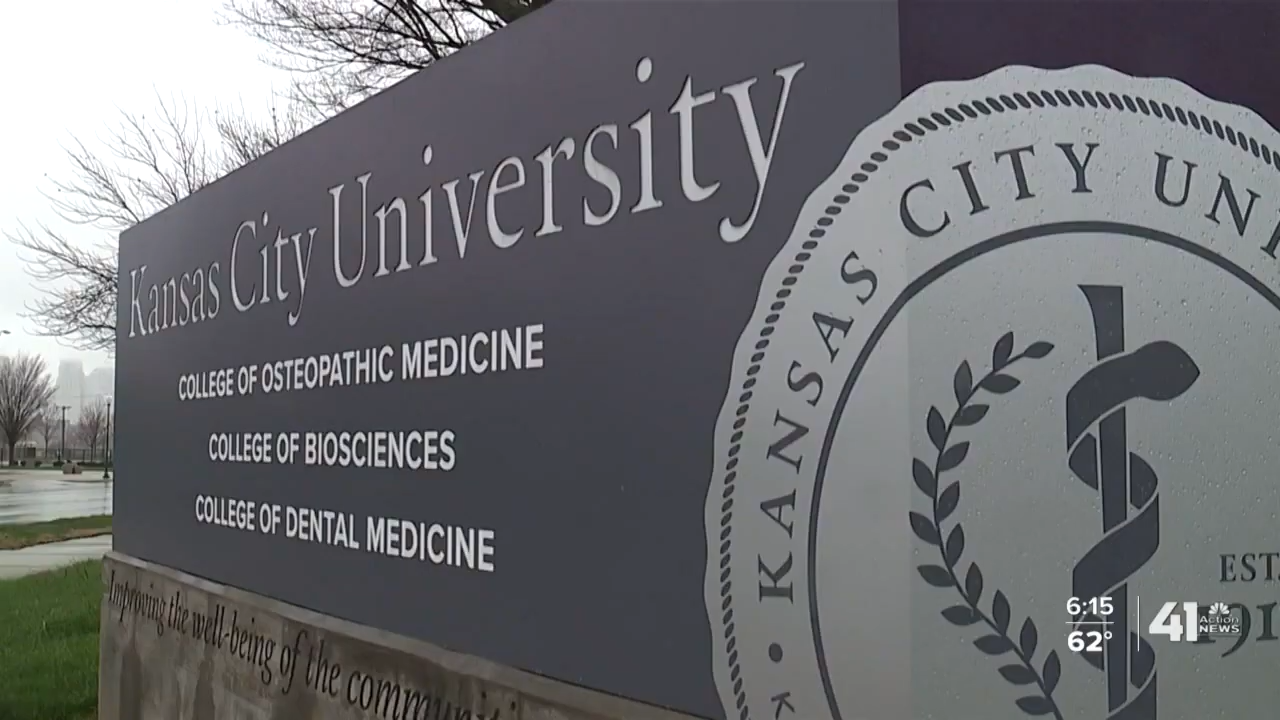 Kansas City University
COLLEGE OF OSTEOPATHIC MEDICINE
COLLEGE OF BIOSCIENCES
COLLEGE OF DENTAL MEDICINE
Improving the well-being of the
KANSAS CITY
EST.
6:15
62°
41 Action NEWS